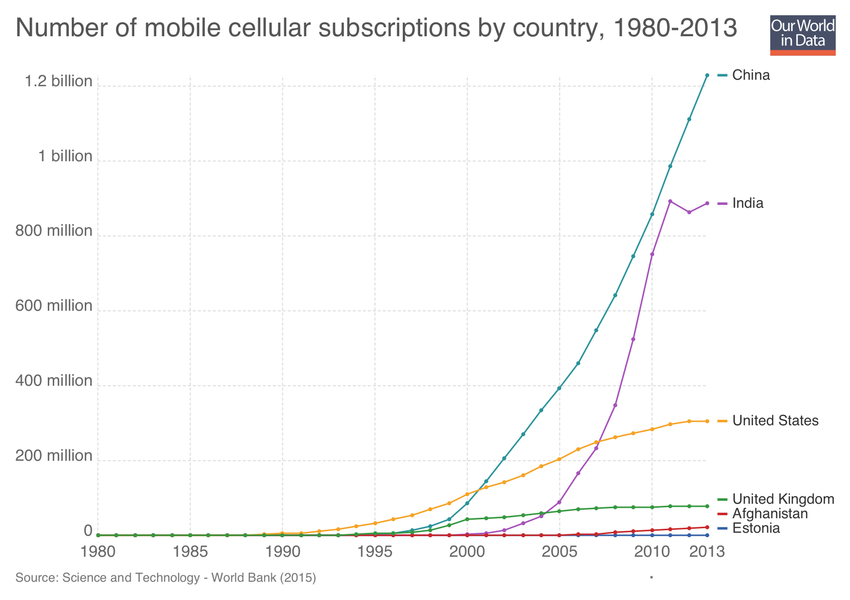 Number of mobile cellular subscriptions by country, 1980-2013
Our World
in Data
1.2 billion
1 billion
800 million
600 million
400 million
200 million
0
China
India
United States
United Kingdom
Afghanistan
Estonia
1980 1985 1990 1995 2000 2005 2010 2013
Source: Science and Technology - World Bank (2015)